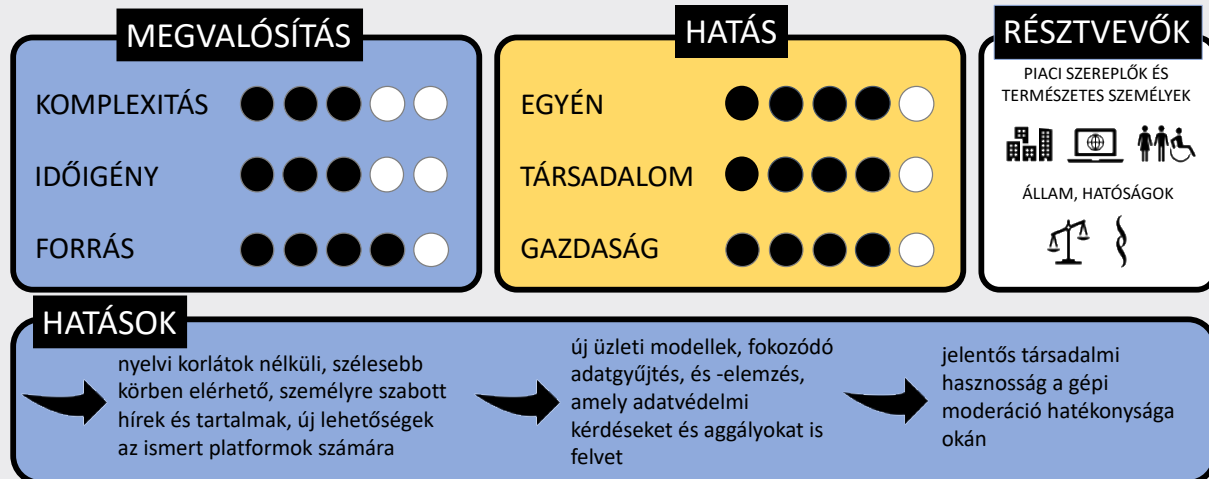 MEGVALÓSÍTÁS
KOMPLEXITÁS
IDŐIGÉNY
FORRÁS
HATÁS
EGYÉN
TÁRSADALOM
GAZDASÁG
RÉSZTVEVŐK
PIACI SZEREPLŐK ÉS
TERMÉSZETES SZEMÉLYEK
ÁLLAM, HATÓSÁGOK
HATÁSOK
nyelvi korlátok nélküli, szélesebb
körben elérhető, személyre szabott
hírek és tartalmak, új lehetőségek
az ismert platformok számára
új üzleti modellek, fokozódó
adatgyűjtés, és -elemzés,
amely adatvédelmi
kérdéseket és aggályokat is
felvet
jelentős társadalmi
hasznosság a gépi
moderáció hatékonysága
okán